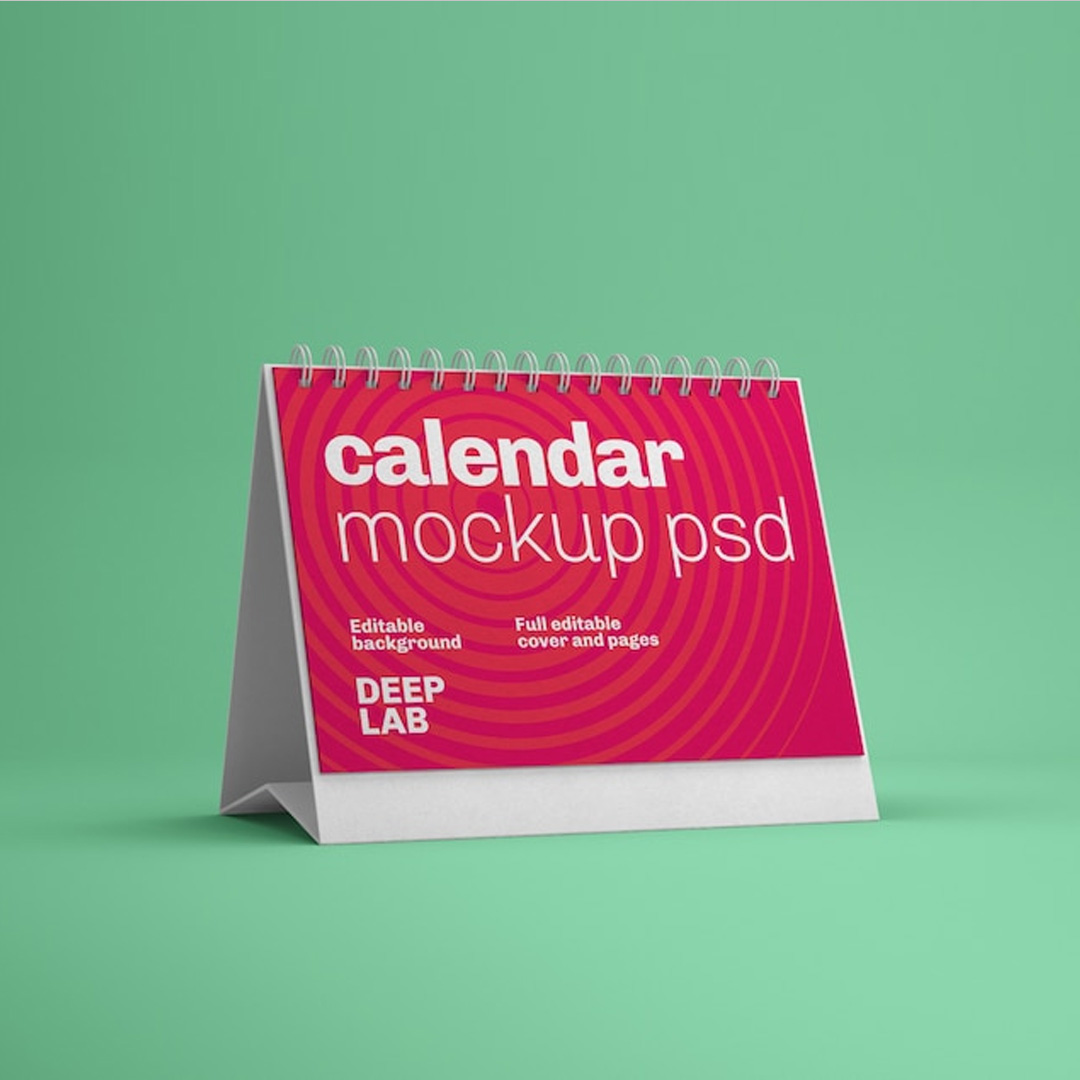 calendar
mockup psd
Editable
background
Full editable
cover and pages
DEEP
LAB